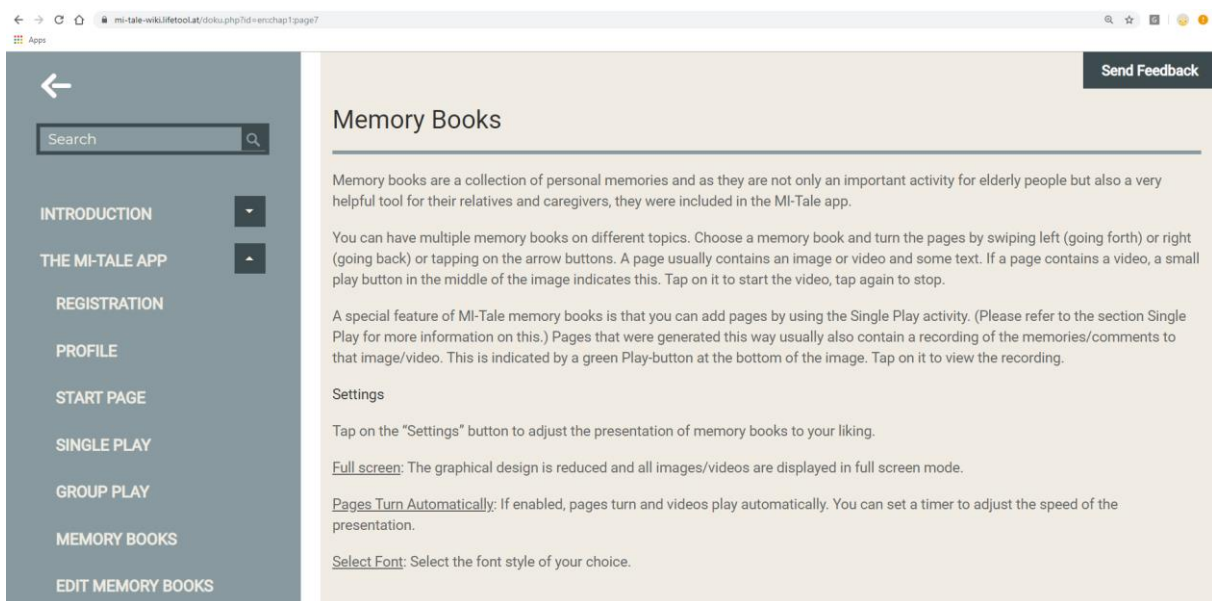 mi-tale-wiki.lifetool.at/doku.php?id=en:chap1:page7
Apps
Send Feedback
Search
INTRODUCTION
THE MI-TALE APP
REGISTRATION
PROFILE
START PAGE
SINGLE PLAY
GROUP PLAY
MEMORY BOOKS
EDIT MEMORY BOOKS
Memory Books
Memory books are a collection of personal memories and as they are not only an important activity for elderly people but also a very
helpful tool for their relatives and caregivers, they were included in the MI-Tale app.
You can have multiple memory books on different topics. Choose a memory book and turn the pages by swiping left (going forth) or right
(going back) or tapping on the arrow buttons. A page usually contains an image or video and some text. If a page contains a video, a small
play button in the middle of the image indicates this. Tap on it to start the video, tap again to stop.
A special feature of MI-Tale memory books is that you can add pages by using the Single Play activity. (Please refer to the section Single
Play for more information on this.) Pages that were generated this way usually also contain a recording of the memories/comments to
that image/video. This is indicated by a green Play-button at the bottom of the image. Tap on it to view the recording.
Settings
Tap on the “Settings” button to adjust the presentation of memory books to your liking.
Full screen: The graphical design is reduced and all images/videos are displayed in full screen mode.
Pages Turn Automatically: If enabled, pages turn and videos play automatically. You can set a timer to adjust the speed of the
presentation.
Select Font: Select the font style of your choice.